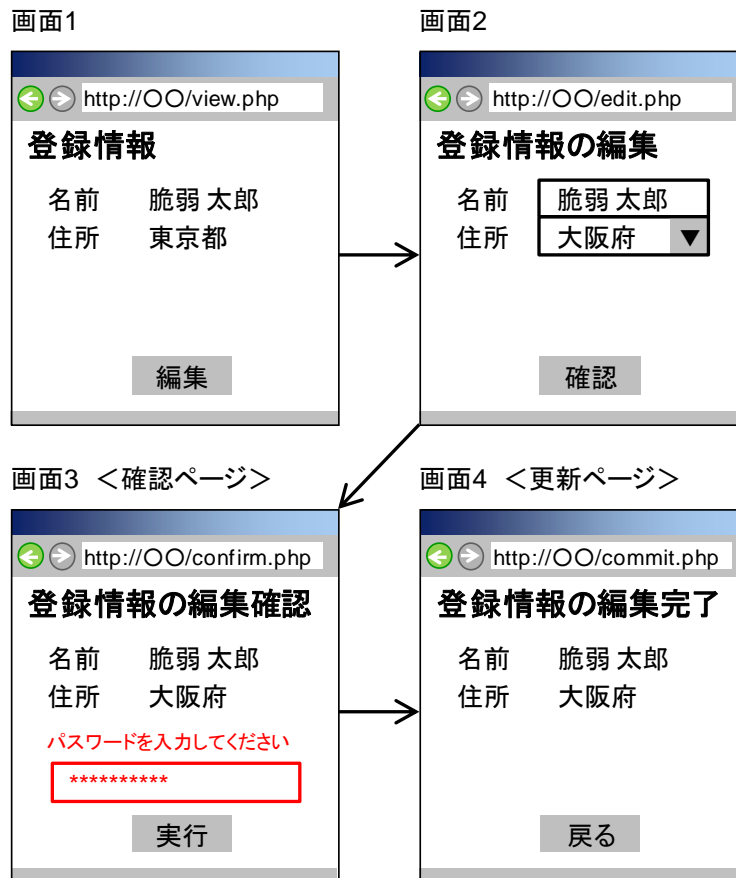 画面1
http://〇〇/view.php
登録情報
名前 脆弱 太郎
住所 東京都
編集
画面2
http://〇〇/edit.php
登録情報の編集
名前 脆弱 太郎
住所 大阪府 ▼
確認
画面3 ＜確認ページ＞
http://〇〇/confirm.php
登録情報の編集確認
名前 脆弱 太郎
住所 大阪府
パスワードを入力してください
**********
実行
画面4 ＜更新ページ＞
http://〇〇/commit.php
登録情報の編集完了
名前 脆弱 太郎
住所 大阪府
戻る